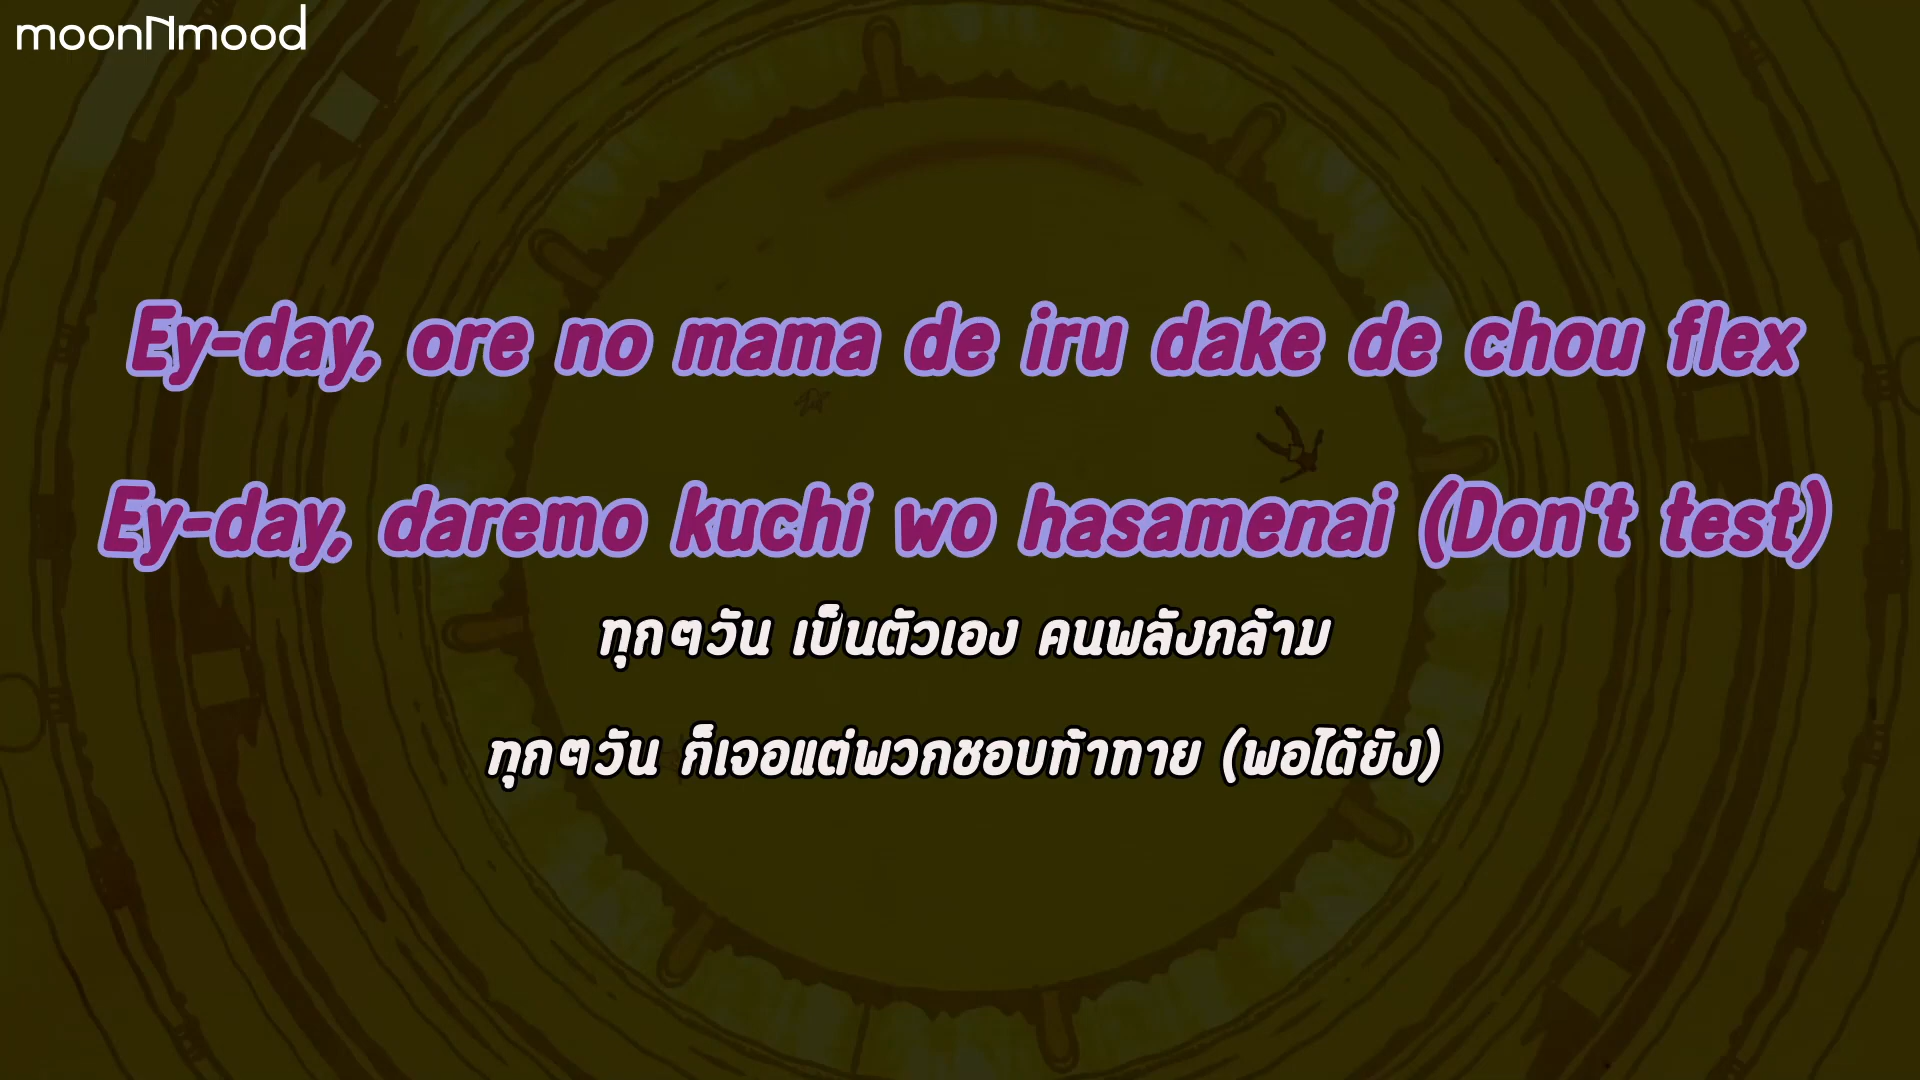 moonNmood
Ey-day, ore no mama de iru dake de chou flex
Ey-day, daremo kuchi wo hasamenai (Don't test)
ทุกๆวัน เป็นตัวเอง คนพลังกล้าม
ทุกๆวัน ก็เจอแต่พวกชอบท้าทาย (พอได้ยัง)